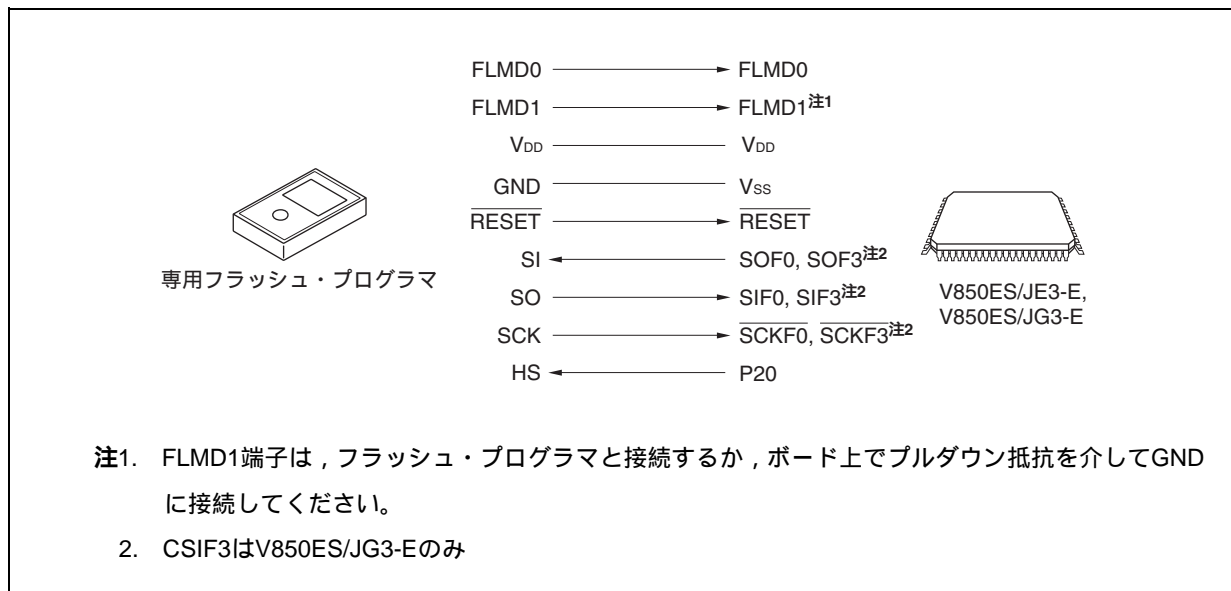 FLMD0 FLMD0
FLMD1 FLMD1注1
VDD VDD
GND VSS
RESET RESET
SI SOF0, SOF3注2
専用フラッシュ・プログラマ
SO SIF0, SIF3注2
V850ES/JE3-E,
V850ES/JG3-E
SCK SCKF0, SCKF3注2
HS P20
注1. FLMD1端子は，フラッシュ・プログラマと接続するか，ボード上でプルダウン抵抗を介してGND
に接続してください。
2. CSIF3はV850ES/JG3-Eのみ